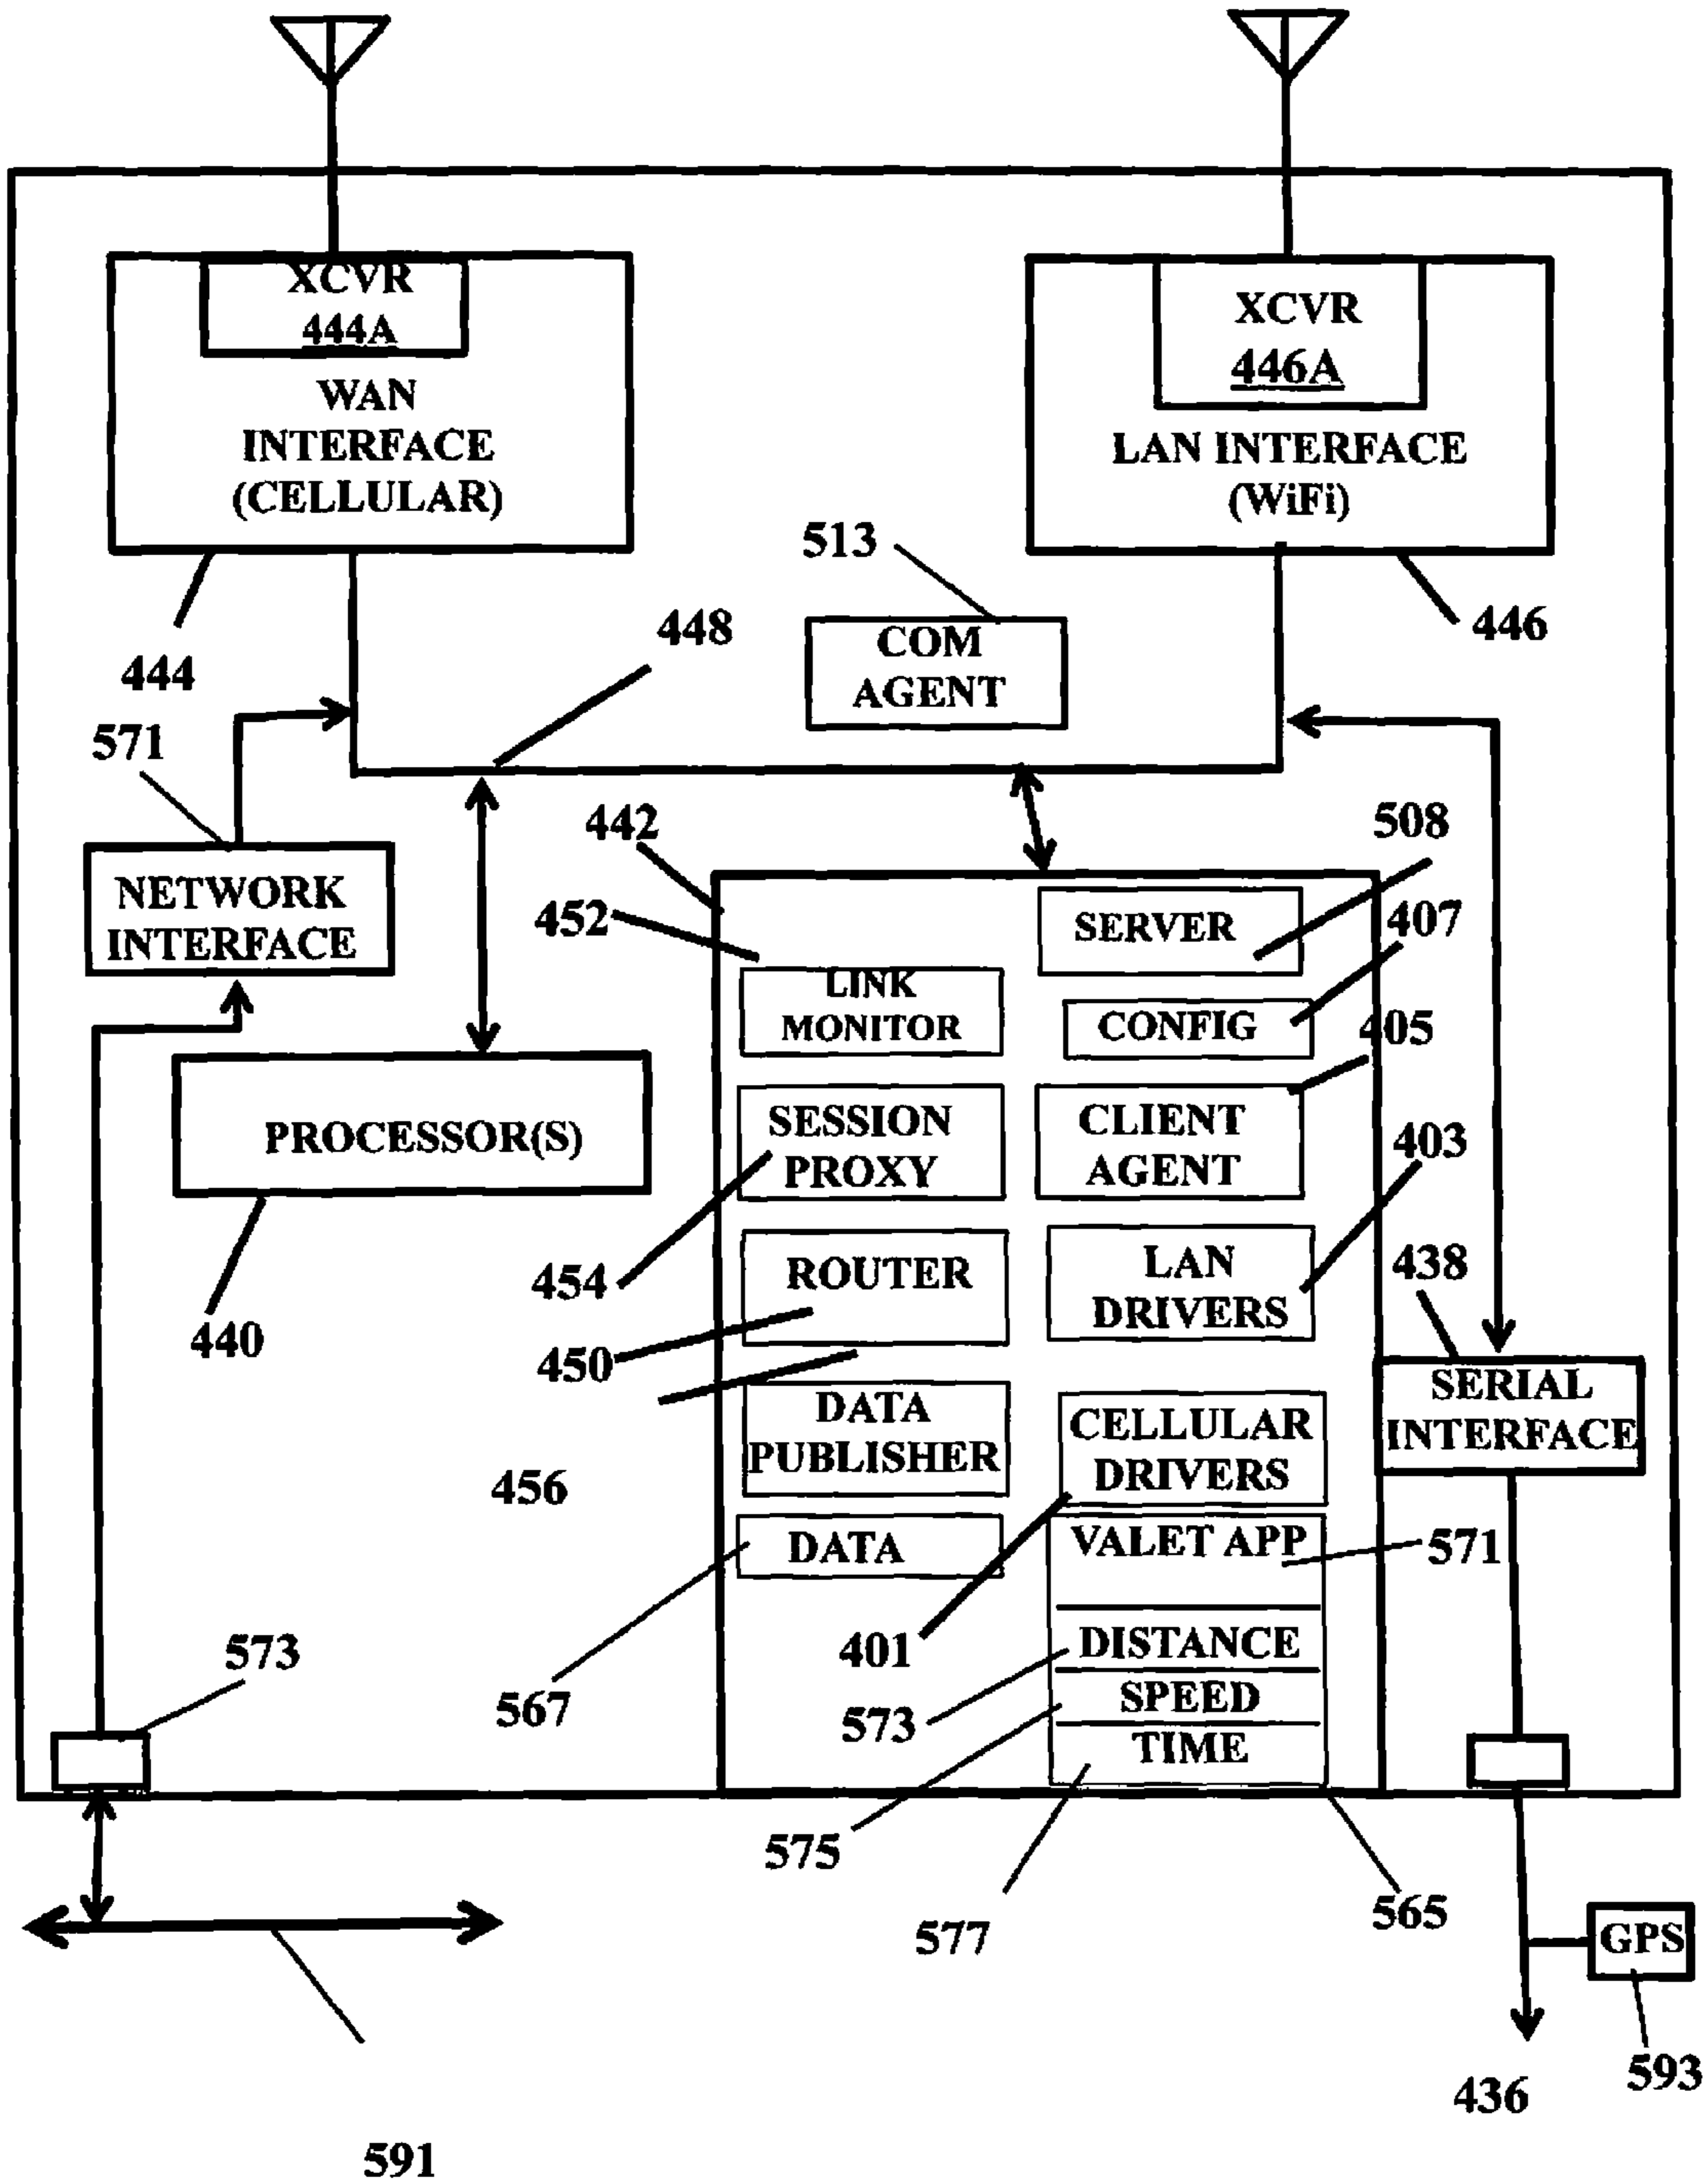 XCVR
444A
WAN
INTERFACE
(CELLULAR)
XCVR
446A
LAN INTERFACE
(WiFi)
513
COM
AGENT
448
446
444
571
NETWORK
INTERFACE
442
508
452
SERVER
407
LINK
MONITOR
CONFIG
405
PROCESSOR(S)
SESSION
PROXY
CLIENT
AGENT
403
454
ROUTER
LAN
DRIVERS
438
440
450
SERIAL
INTERFACE
DATA
PUBLISHER
CELLULAR
DRIVERS
456
DATA
VALET APP
571
573
401
DISTANCE
567
573
SPEED
TIME
575
577
565
GPS
593
436
591